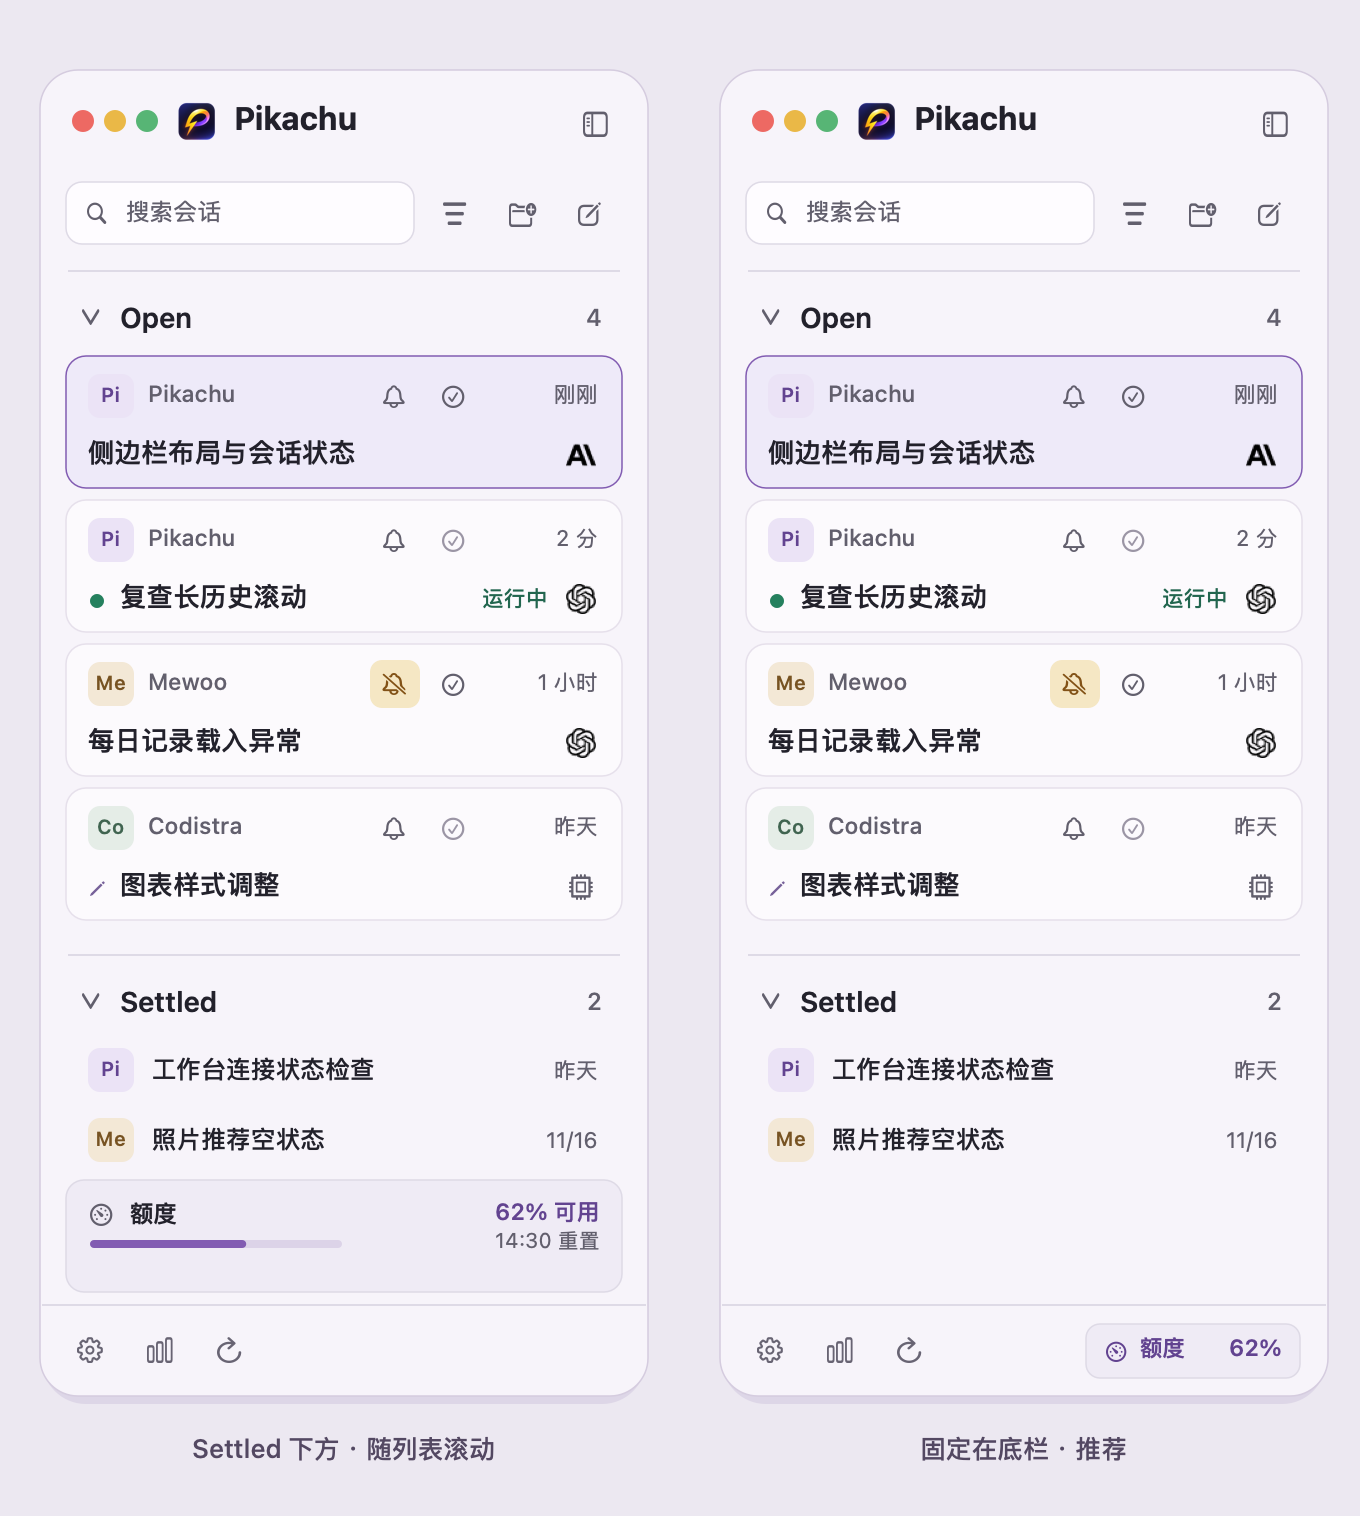 Pikachu
搜索会话
Open 4
Pi Pikachu 刚刚
侧边栏布局与会话状态
Pi Pikachu 2 分
复查长历史滚动 运行中
Me Mewoo 1 小时
每日记录载入异常
Co Codistra 昨天
图表样式调整
Settled 2
Pi 工作台连接状态检查 昨天
Me 照片推荐空状态 11/16
额度 62% 可用
14:30 重置
Settled 下方 · 随列表滚动
Pikachu
搜索会话
Open 4
Pi Pikachu 刚刚
侧边栏布局与会话状态
Pi Pikachu 2 分
复查长历史滚动 运行中
Me Mewoo 1 小时
每日记录载入异常
Co Codistra 昨天
图表样式调整
Settled 2
Pi 工作台连接状态检查 昨天
Me 照片推荐空状态 11/16
额度 62%
固定在底栏 · 推荐